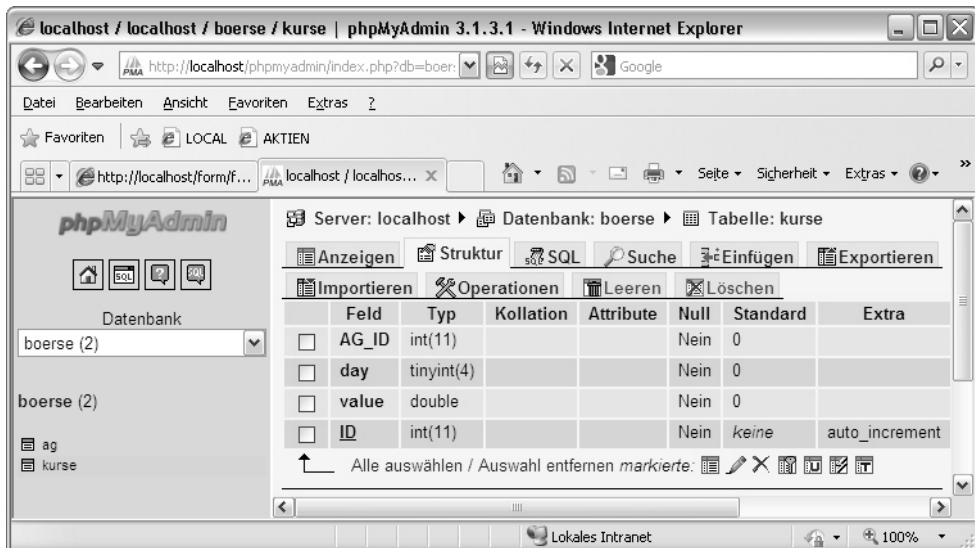 localhost / localhost / boerse / kurse | phpMyAdmin 3.1.3.1 - Windows Internet Explorer
http://localhost/phpmyadmin/index.php?db=boer:
Google
Datei Bearbeiten Ansicht Favoriten Extras ?
Favoriten LOCAL AKTIEN
http://localhost/form/f... localhost / localhos... Seite Sicherheit Extras »
phpMyAdmin
Datenbank
boerse (2)
boerse (2)
ag
kurse
Server: localhost Datenbank: boerse Tabelle: kurse
Anzeigen Struktur SQL Suche Einfügen Exportieren
Importieren Operationen Leeren Löschen
Feld Typ Kollation Attribute Null Standard Extra
AG_ID int(11) Nein 0
day tinyint(4) Nein 0
value double Nein 0
ID int(11) Nein keine auto_increment
Alle auswählen / Auswahl entfernen markierte:
Lokales Intranet 100%